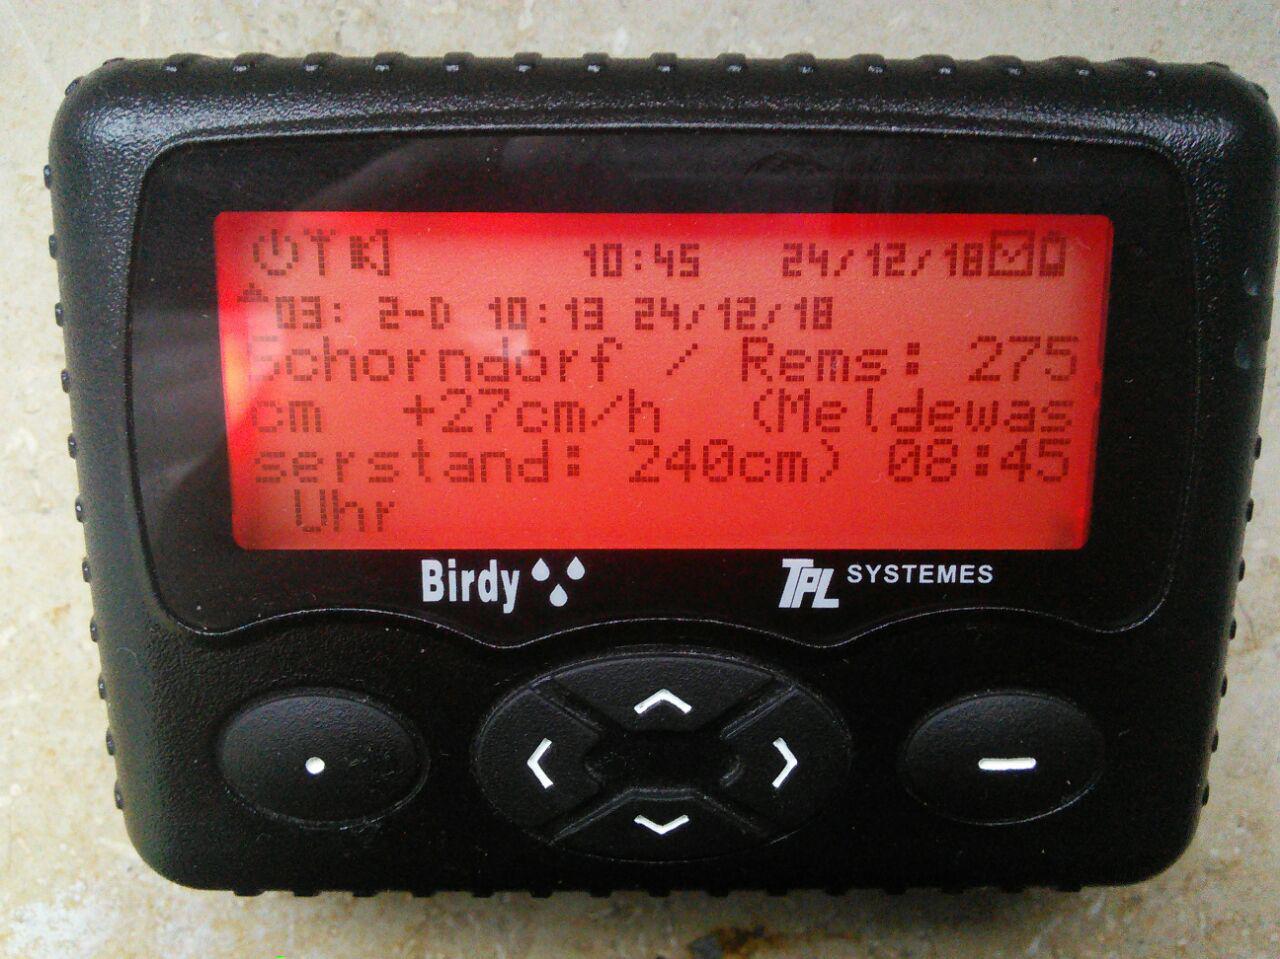 10:45 24/12/18
03: 2-D 10:13 24/12/18
Schorndorf / Rems: 275
cm +27cm/h (Meldewas
serstand: 240cm) 08:45
Uhr
Birdy TPL SYSTEMES